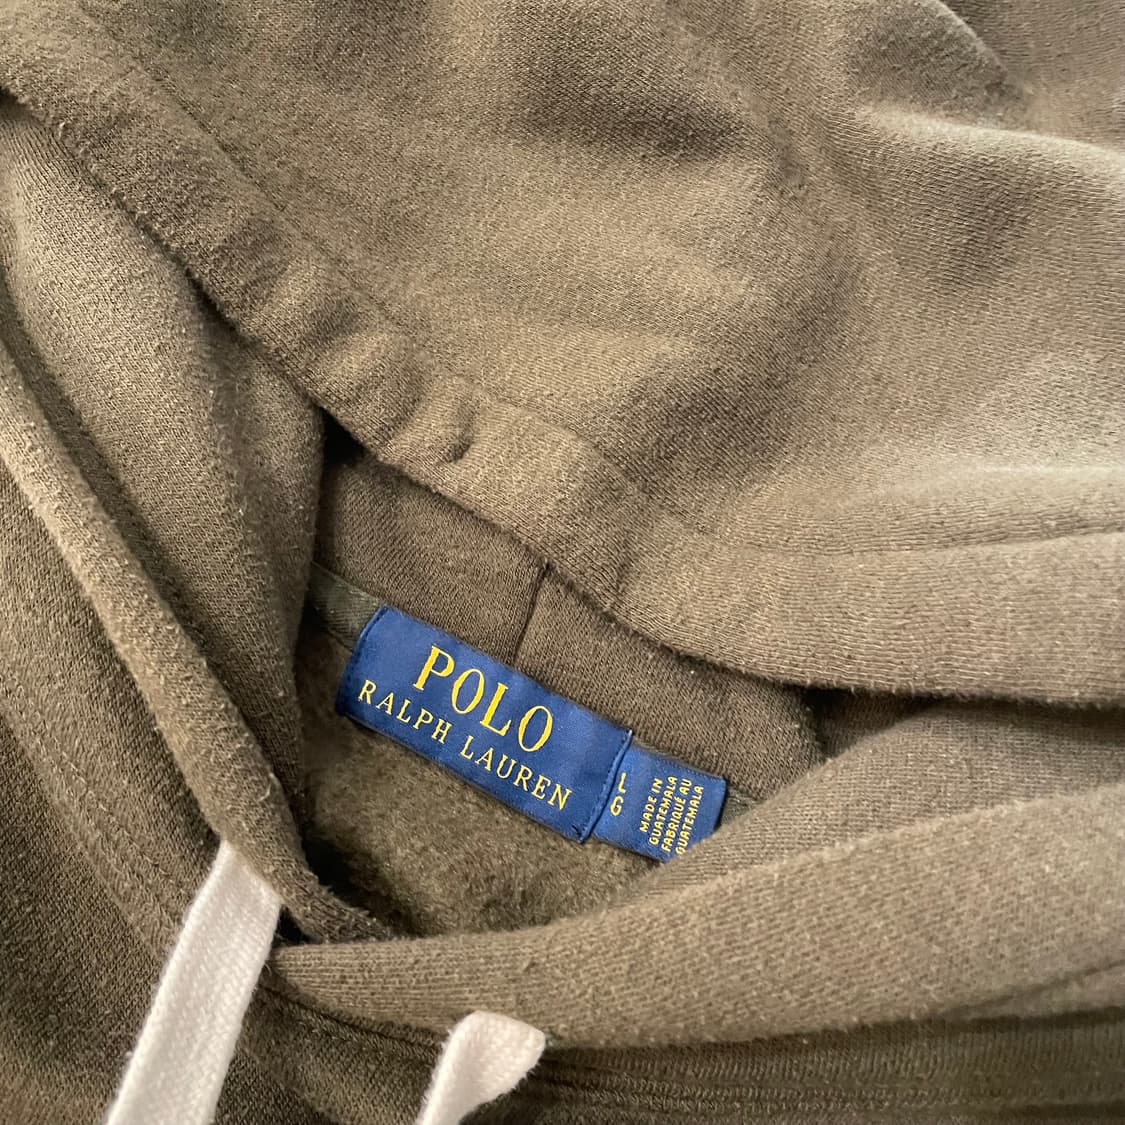 POLO
RALPH LAUREN
L
G
MADE IN
GUATEMALA
FABRIQUÉ AU
GUATEMALA